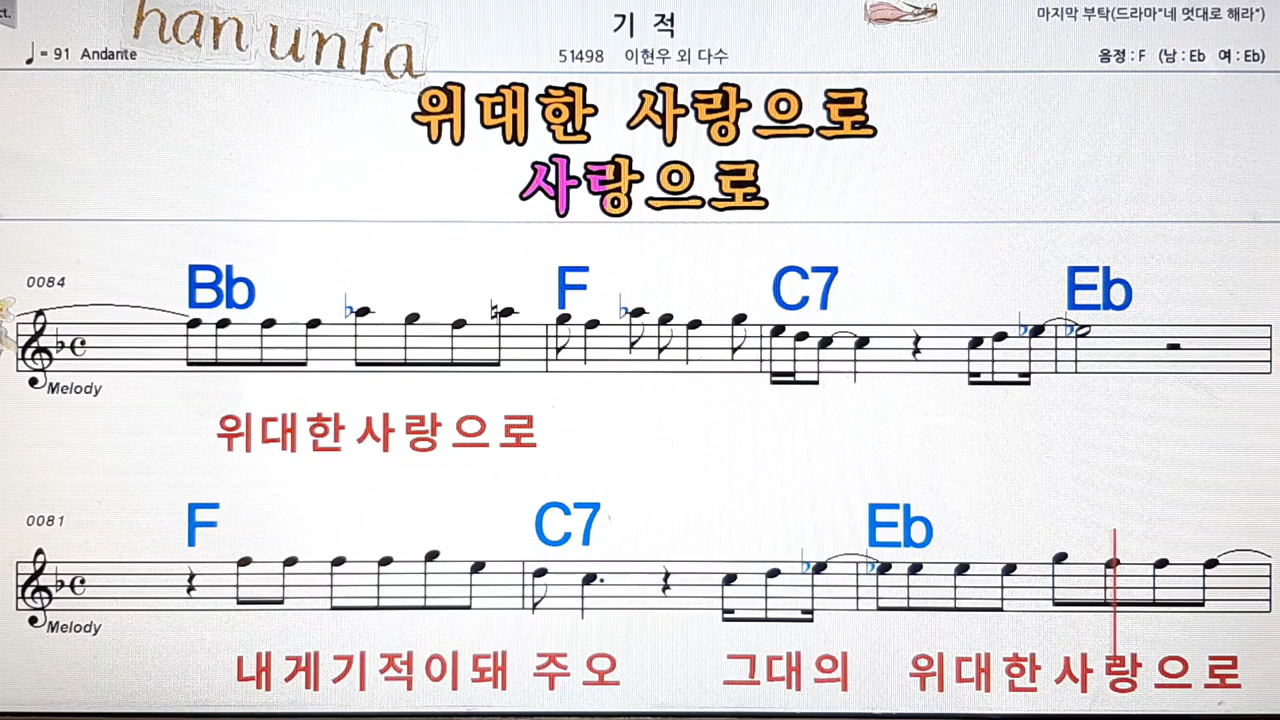 ct.
han unfa
기 적
마지막 부탁(드라마"네 멋대로 해라")
♩= 91 Andante
51498 이현우 외 다수
음정 : F (남 : Eb 여 : Eb)
위대한 사랑으로
사랑으로
0084
Bb F C7 Eb
Melody
위대한사랑으로
0081
F C7 Eb
Melody
내게기적이돼 주오 그대의 위대한사랑으로